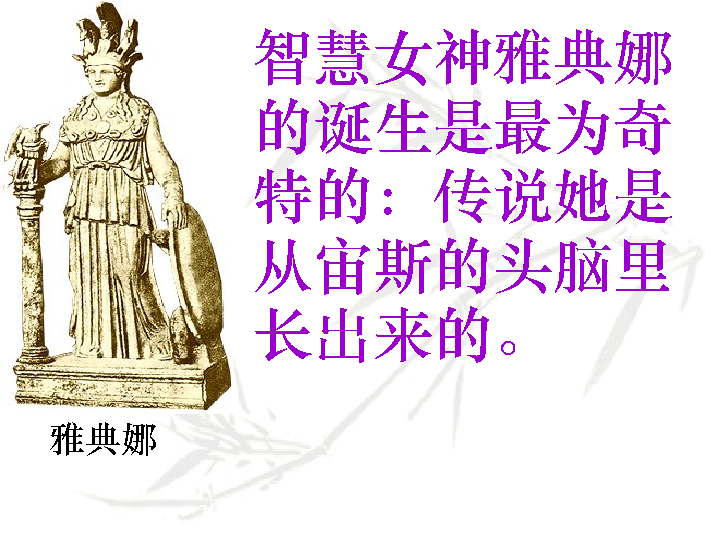 智慧女神雅典娜
的诞生是最为奇
特的：传说她是
从宙斯的头脑里
长出来的。
雅典娜